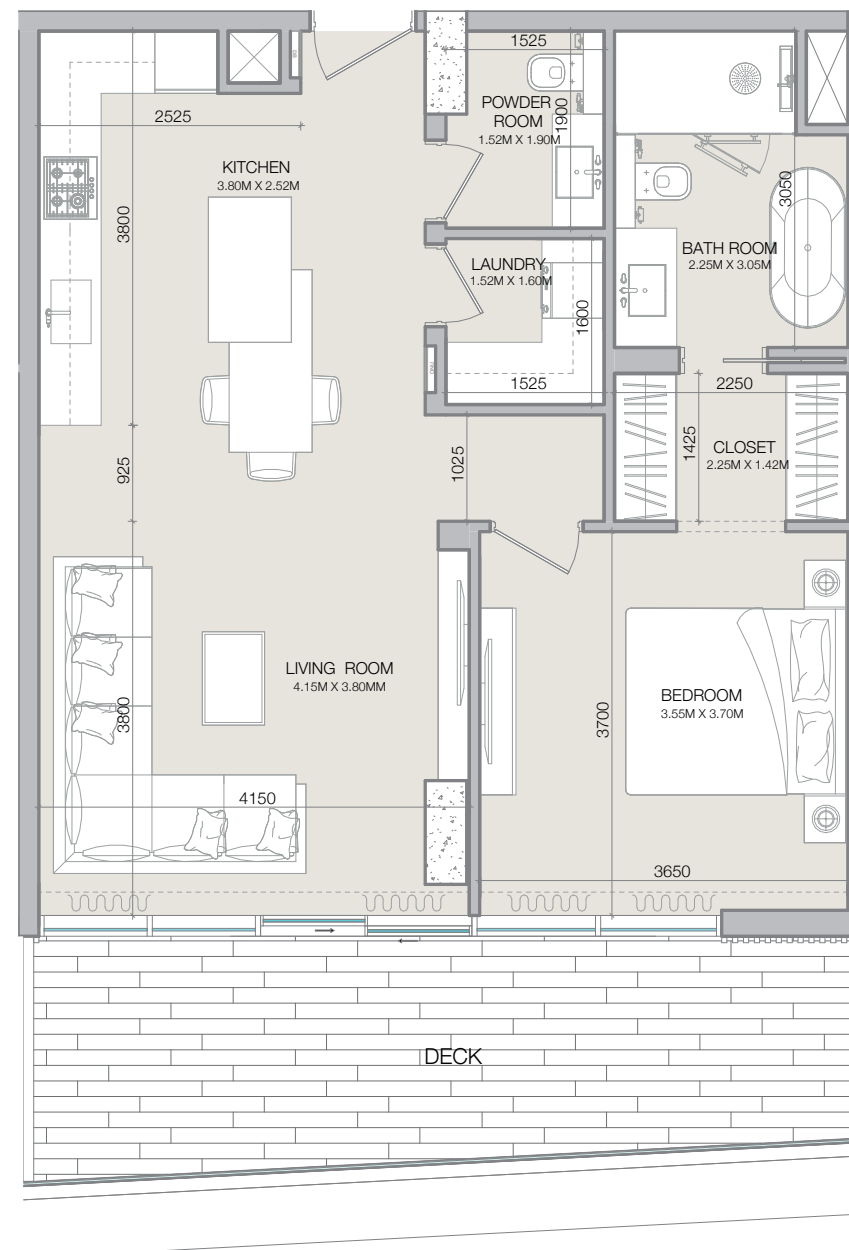 1525
POWDER
ROOM
1.52M X 1.90M
1900
2525
KITCHEN
3.80M X 2.52M
3800
3050
BATH ROOM
2.25M X 3.05M
LAUNDRY
1.52M X 1.60M
1600
1525
2250
1425
CLOSET
2.25M X 1.42M
925
1025
LIVING ROOM
4.15M X 3.80MM
3800
BEDROOM
3.55M X 3.70M
3700
4150
3650
DECK